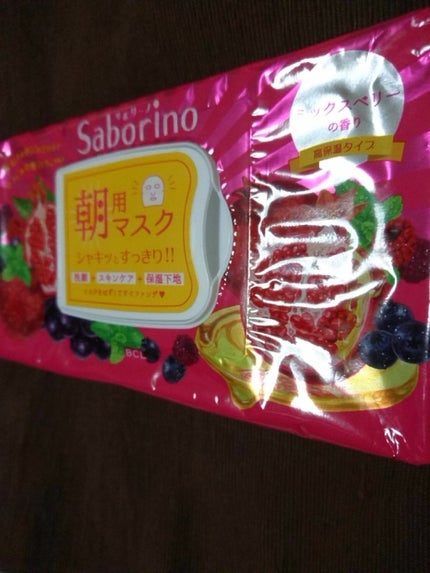 サボリーノ
Saborino
朝用マスク
シャキッとすっきり!!
洗顔+スキンケア+保湿下地
BCL
ミックスベリー
の香り
高保湿タイプ